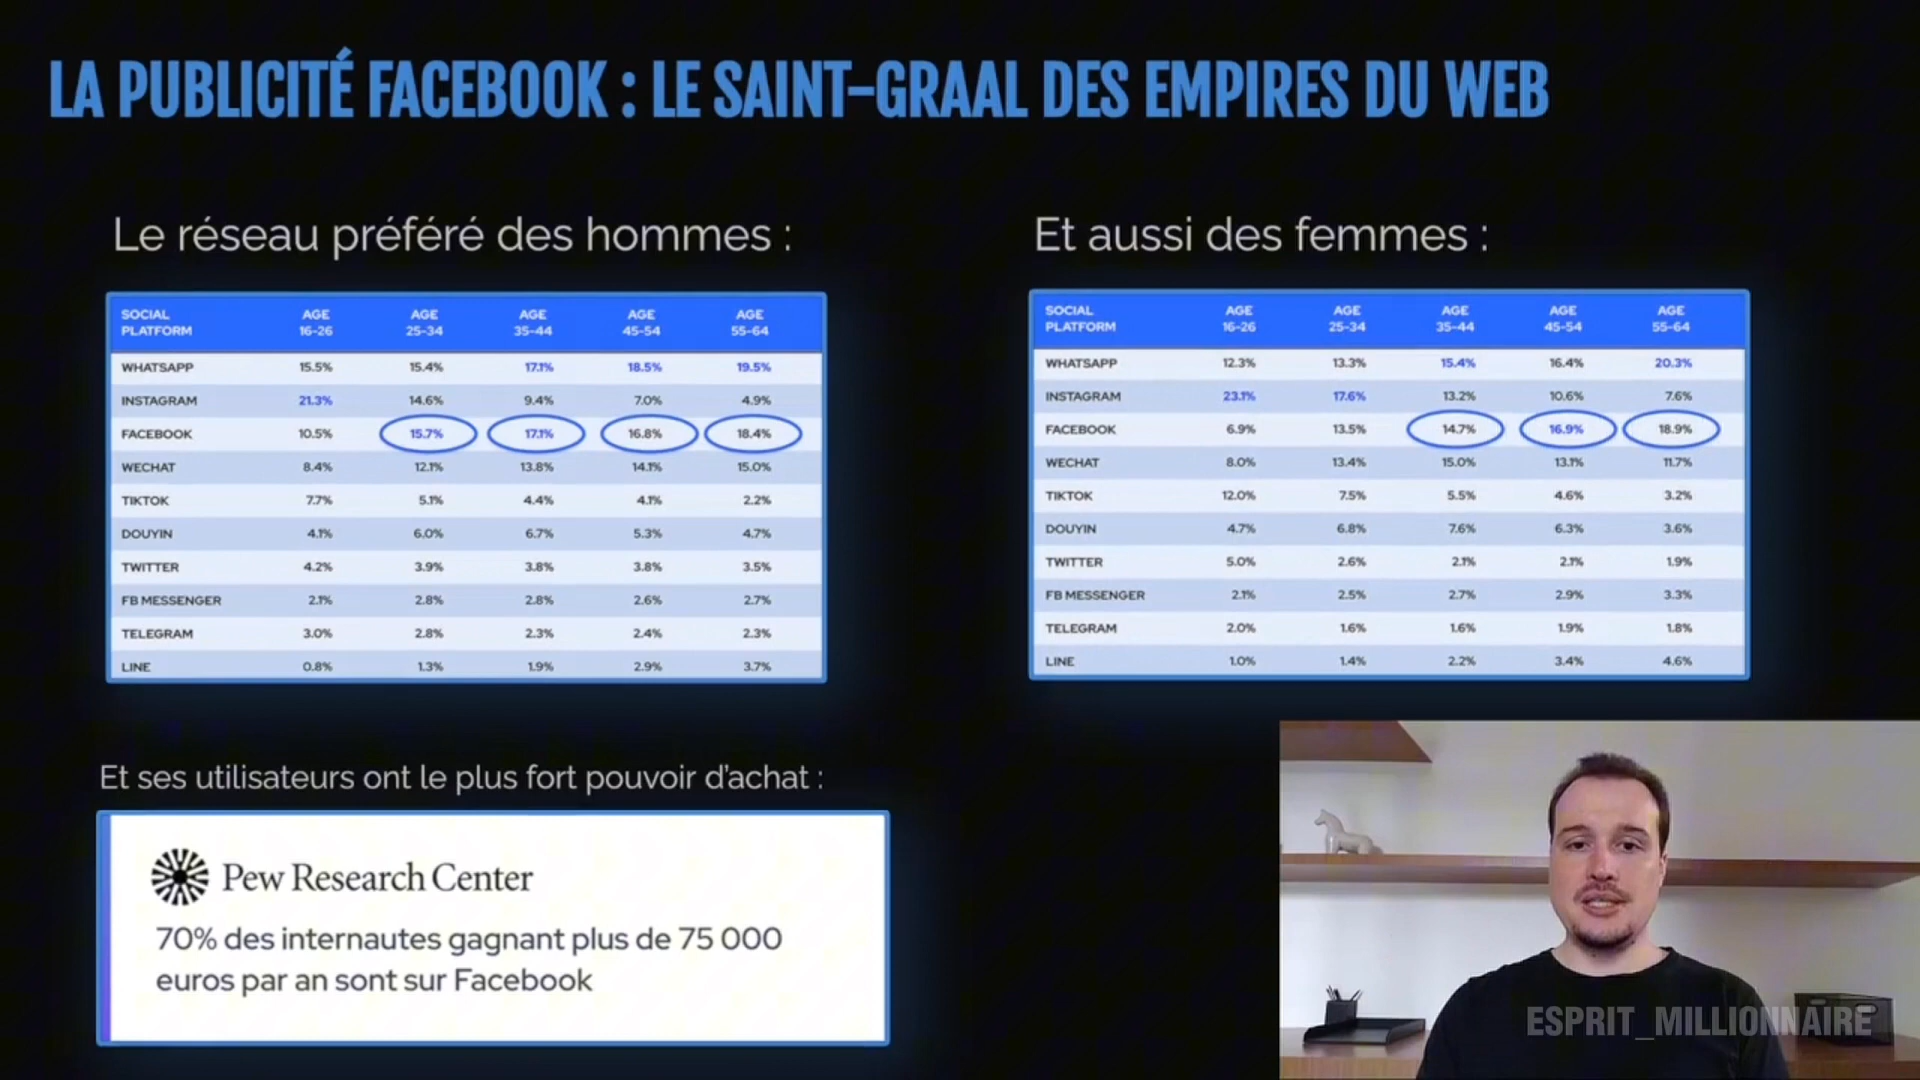 LA PUBLICITÉ FACEBOOK : LE SAINT-GRAAL DES EMPIRES DU WEB
Le réseau préféré des hommes :
SOCIAL PLATFORM AGE 16-26 AGE 25-34 AGE 35-44 AGE 45-54 AGE 55-64
WHATSAPP 15.5% 15.4% 17.1% 18.5% 19.5%
INSTAGRAM 21.3% 14.6% 9.4% 7.0% 4.9%
FACEBOOK 10.5% 15.7% 17.1% 16.8% 18.4%
WECHAT 8.4% 12.1% 13.8% 14.1% 15.0%
TIKTOK 7.7% 5.1% 4.4% 4.1% 2.2%
DOUYIN 4.1% 6.0% 6.7% 5.3% 4.7%
TWITTER 4.2% 3.9% 3.8% 3.8% 3.5%
FB MESSENGER 2.1% 2.8% 2.8% 2.6% 2.7%
TELEGRAM 3.0% 2.8% 2.3% 2.4% 2.3%
LINE 0.8% 1.3% 1.9% 2.9% 3.7%
Et aussi des femmes :
SOCIAL PLATFORM AGE 16-26 AGE 25-34 AGE 35-44 AGE 45-54 AGE 55-64
WHATSAPP 12.3% 13.3% 15.4% 16.4% 20.3%
INSTAGRAM 23.1% 17.6% 13.2% 10.6% 7.6%
FACEBOOK 6.9% 13.5% 14.7% 16.9% 18.9%
WECHAT 8.0% 13.4% 15.0% 13.1% 11.7%
TIKTOK 12.0% 7.5% 5.5% 4.6% 3.2%
DOUYIN 4.7% 6.8% 7.6% 6.3% 3.6%
TWITTER 5.0% 2.6% 2.1% 2.1% 1.9%
FB MESSENGER 2.1% 2.5% 2.7% 2.9% 3.3%
TELEGRAM 2.0% 1.6% 1.6% 1.9% 1.8%
LINE 1.0% 1.4% 2.2% 3.4% 4.6%
Et ses utilisateurs ont le plus fort pouvoir d'achat :
Pew Research Center
70% des internautes gagnant plus de 75 000
euros par an sont sur Facebook
ESPRIT_MILLIONNAIRE